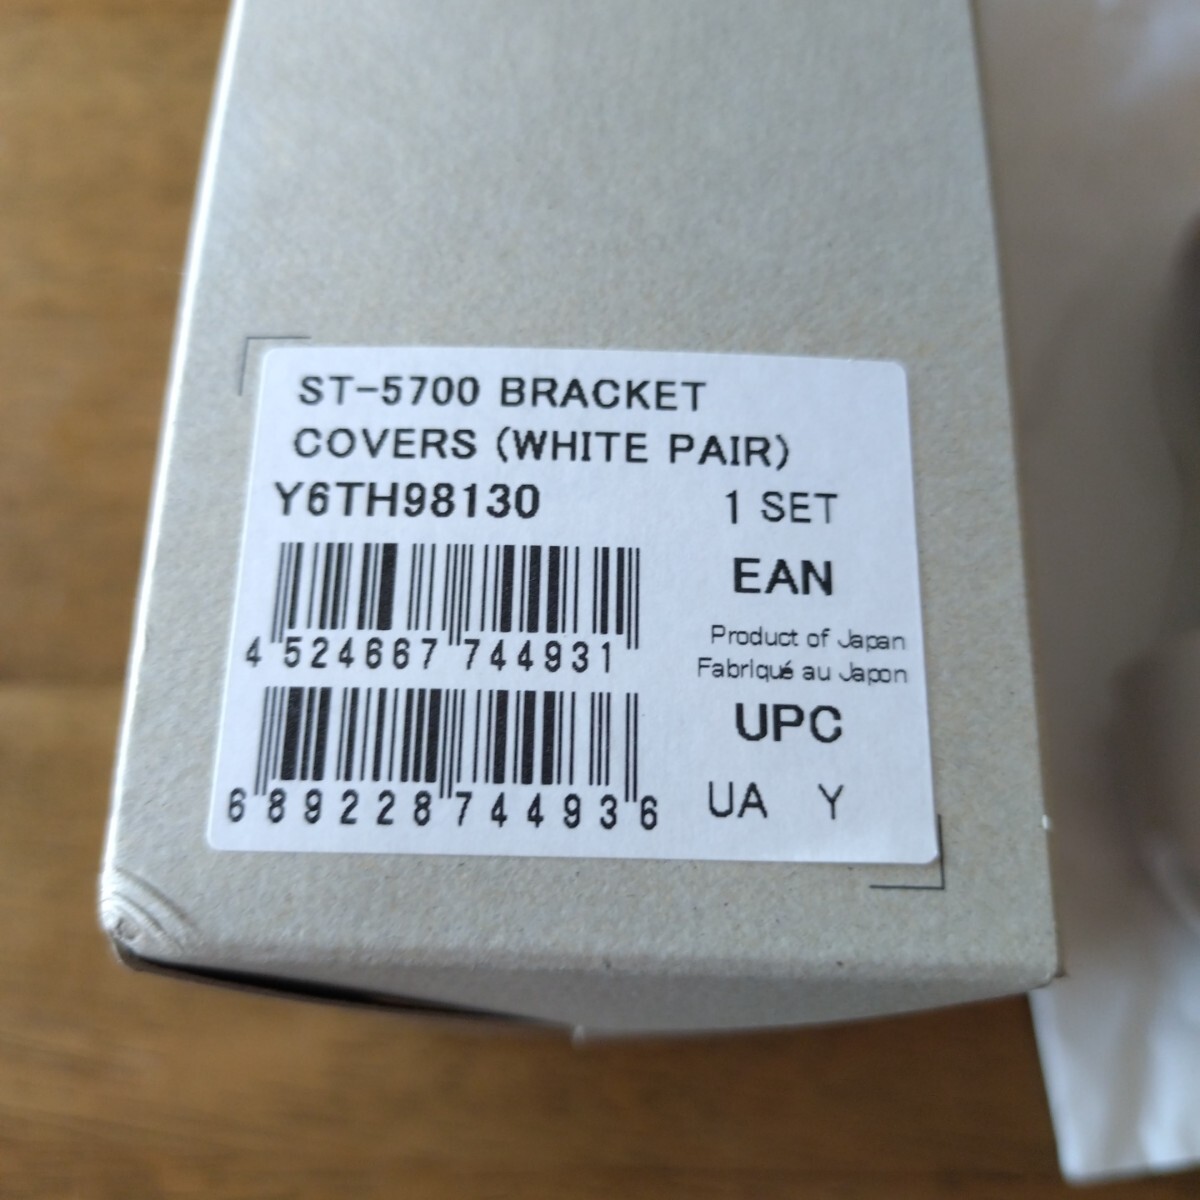 ST-5700 BRACKET
COVERS (WHITE PAIR)
Y6TH98130 1 SET
EAN
4 524667 744931
Product of Japan
Fabriqué au Japon
UPC
6 89228 74493 6
UA Y